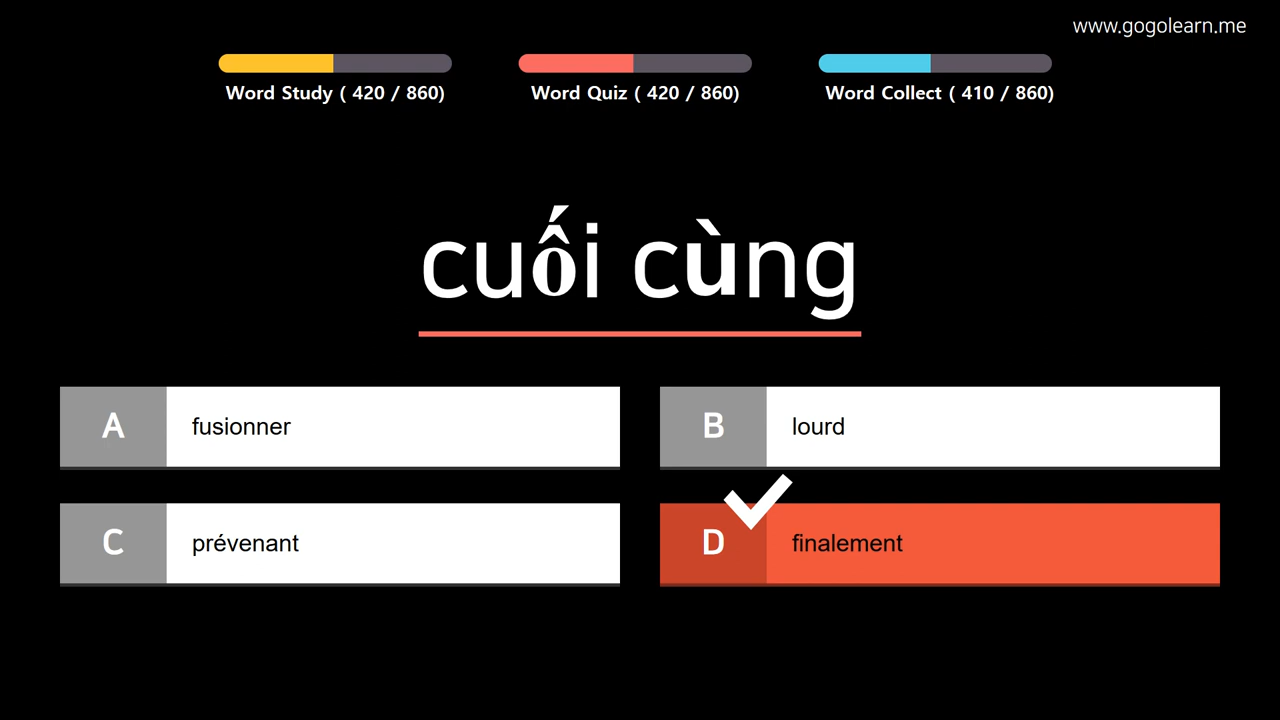 www.gogolearn.me
Word Study ( 420 / 860)
Word Quiz ( 420 / 860)
Word Collect ( 410 / 860)
cuối cùng
A fusionner
B lourd
C prévenant
D finalement